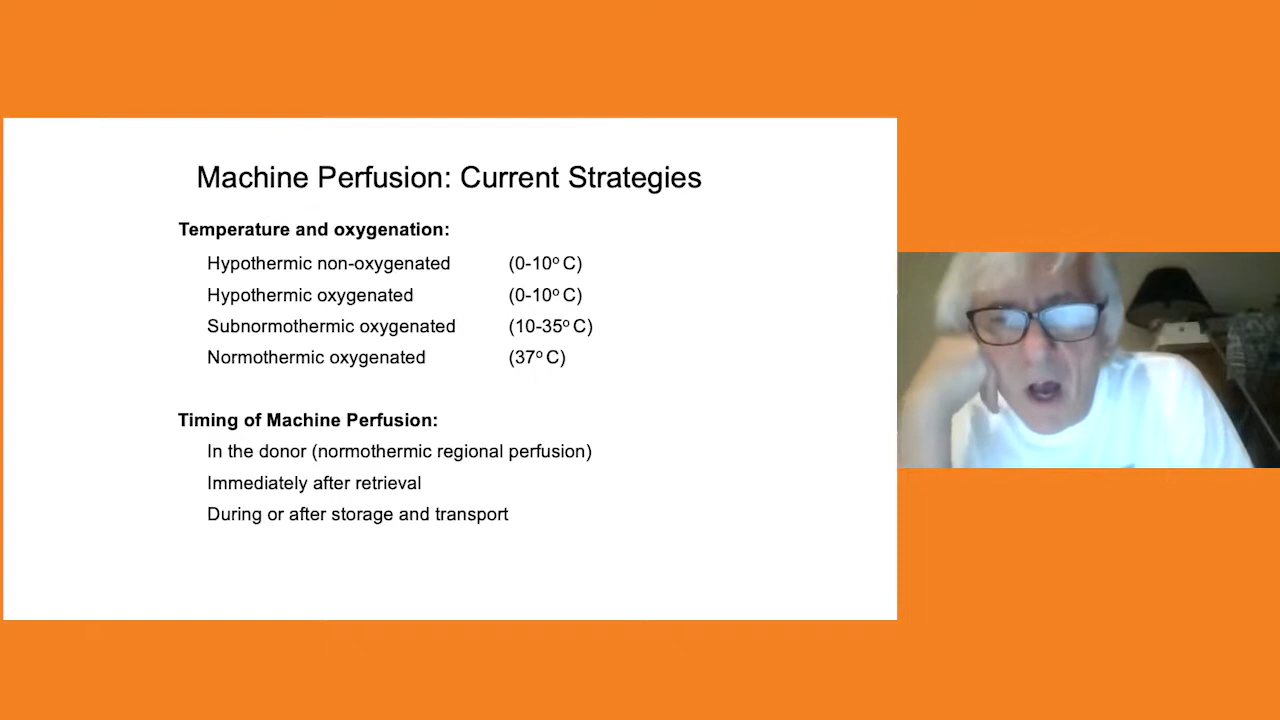 Machine Perfusion: Current Strategies
Temperature and oxygenation:
Hypothermic non-oxygenated (0-10º C)
Hypothermic oxygenated (0-10º C)
Subnormothermic oxygenated (10-35º C)
Normothermic oxygenated (37º C)
Timing of Machine Perfusion:
In the donor (normothermic regional perfusion)
Immediately after retrieval
During or after storage and transport